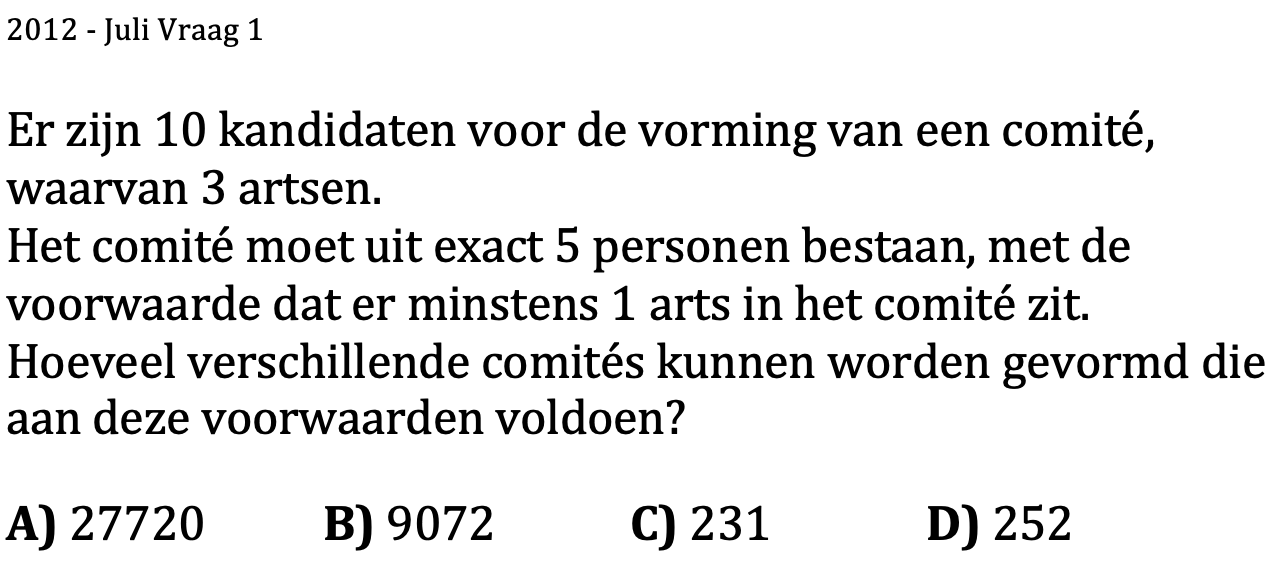 2012 - Juli Vraag 1
Er zijn 10 kandidaten voor de vorming van een comité,
waarvan 3 artsen.
Het comité moet uit exact 5 personen bestaan, met de
voorwaarde dat er minstens 1 arts in het comité zit.
Hoeveel verschillende comités kunnen worden gevormd die
aan deze voorwaarden voldoen?
A) 27720 B) 9072 C) 231 D) 252